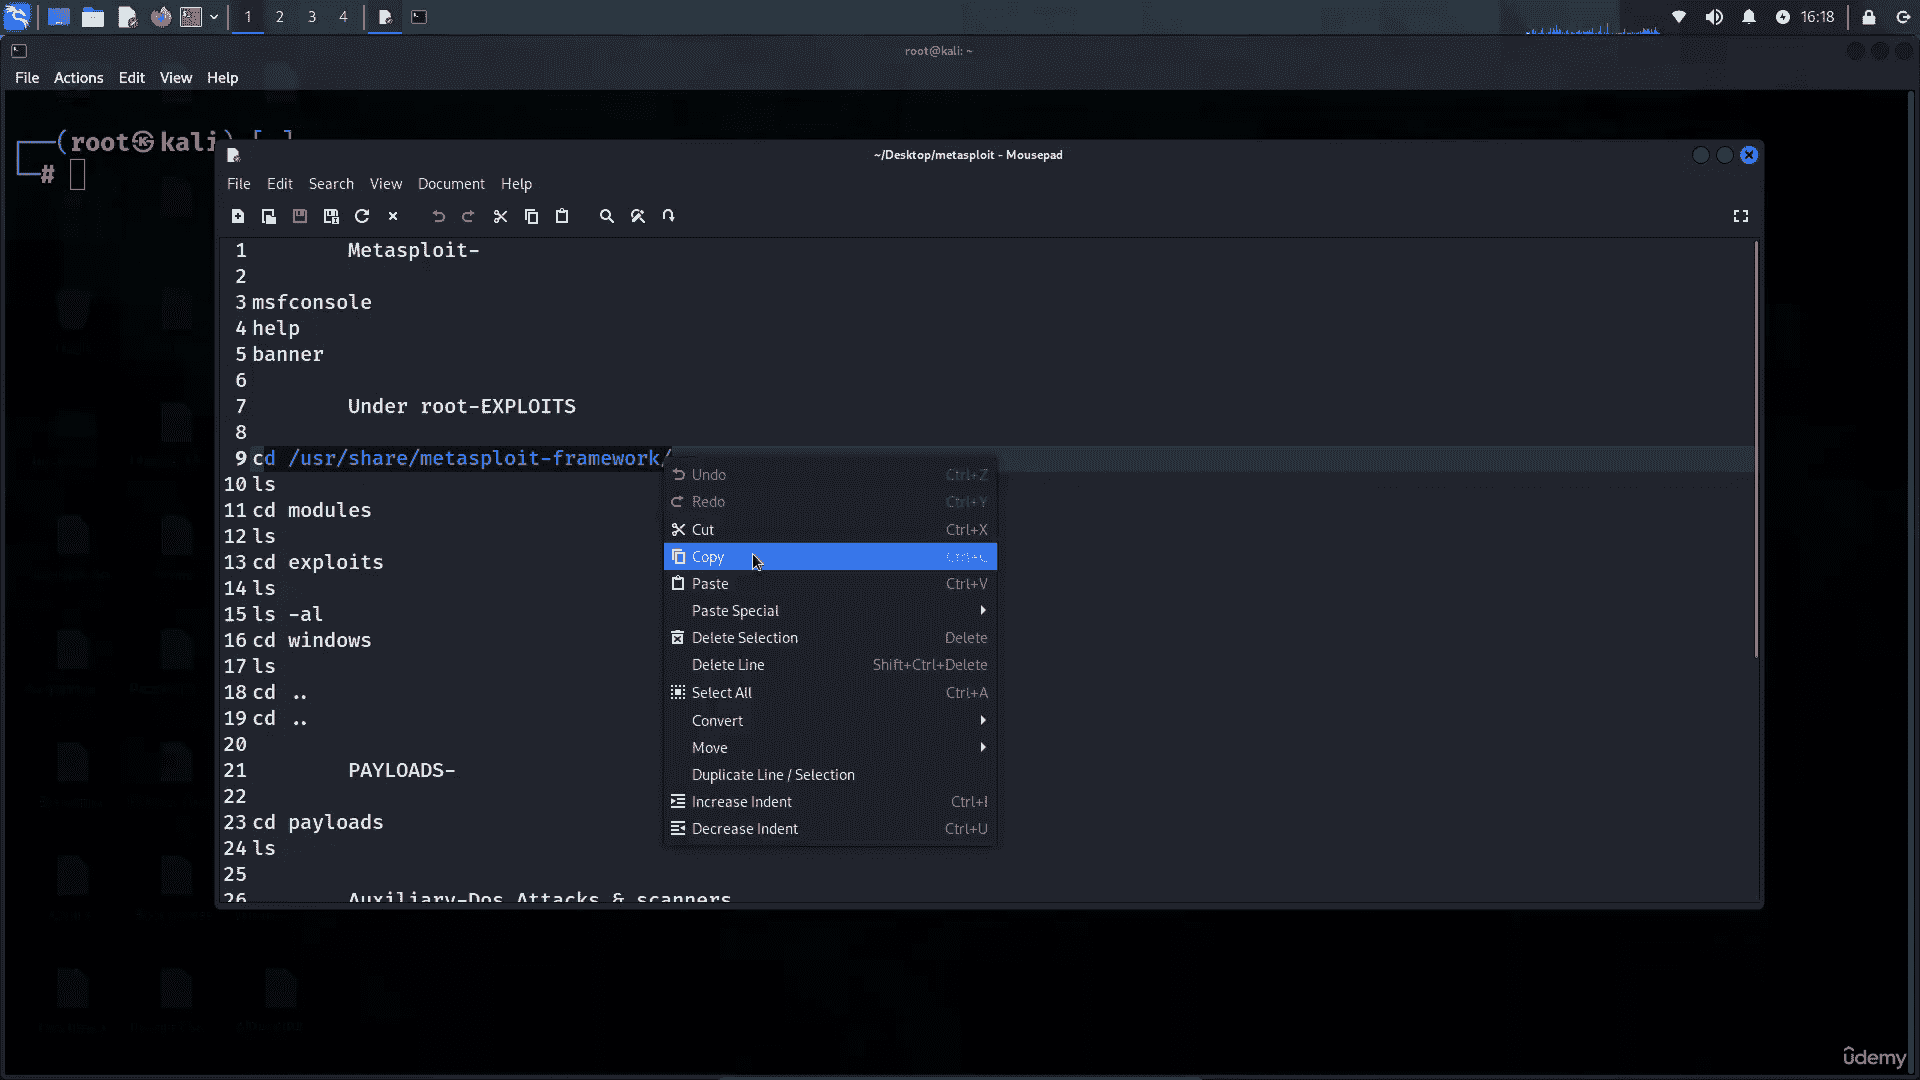 1 2 3 4 16:18
root@kali: ~
File Actions Edit View Help
(root㉿kali)-[~]
#
~/Desktop/metasploit - Mousepad
File Edit Search View Document Help
1 Metasploit-
2
3 msfconsole
4 help
5 banner
6
7 Under root-EXPLOITS
8
9 cd /usr/share/metasploit-framework/
10 ls
11 cd modules
12 ls
13 cd exploits
14 ls
15 ls -al
16 cd windows
17 ls
18 cd ..
19 cd ..
20
21 PAYLOADS-
22
23 cd payloads
24 ls
25
26 Auxiliary-Dos Attacks & scanners
Undo Ctrl+Z
Redo Ctrl+Y
Cut Ctrl+X
Copy Ctrl+C
Paste Ctrl+V
Paste Special
Delete Selection Delete
Delete Line Shift+Ctrl+Delete
Select All Ctrl+A
Convert
Move
Duplicate Line / Selection
Increase Indent Ctrl+I
Decrease Indent Ctrl+U
ûdemy